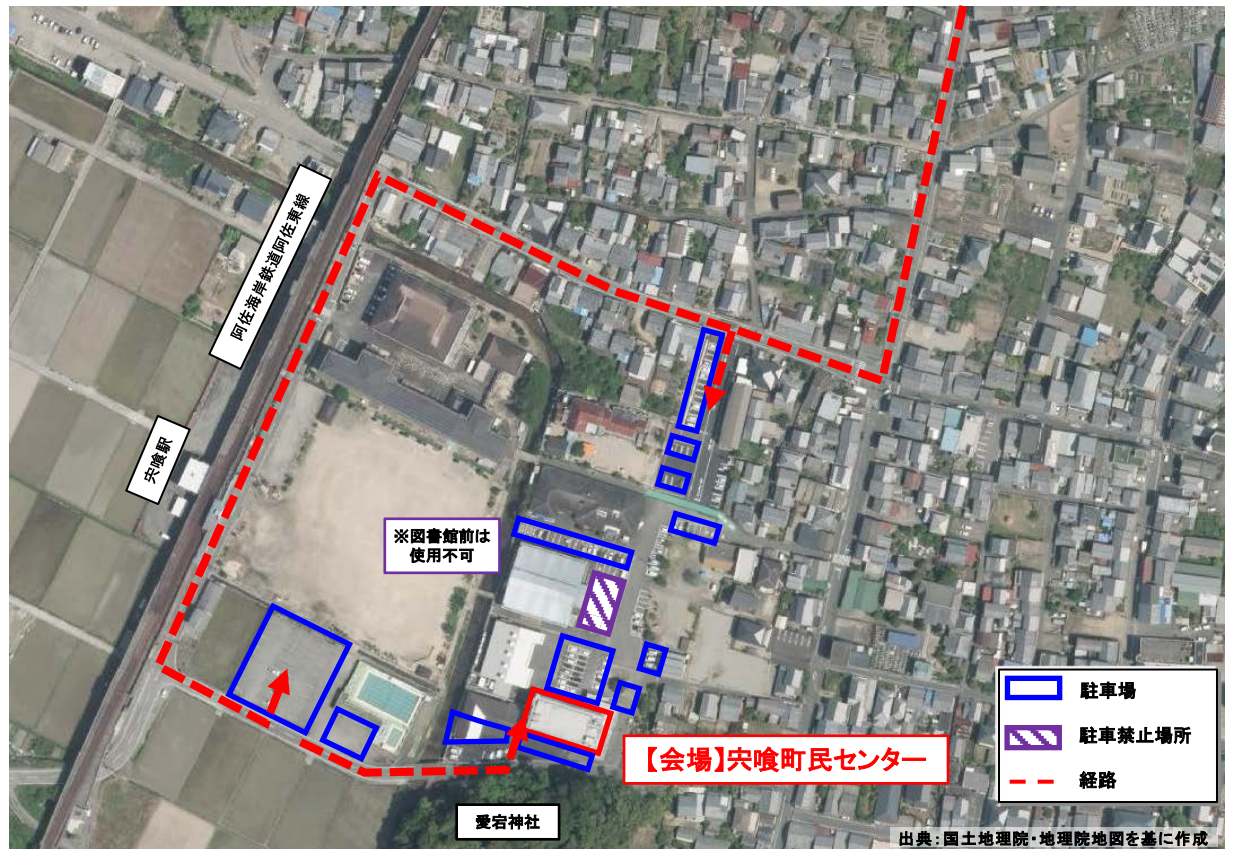 阿佐海岸鉄道阿佐東線
宍喰駅
※図書館前は
使用不可
【会場】宍喰町民センター
愛宕神社
駐車場
駐車禁止場所
経路
出典：国土地理院・地理院地図を基に作成